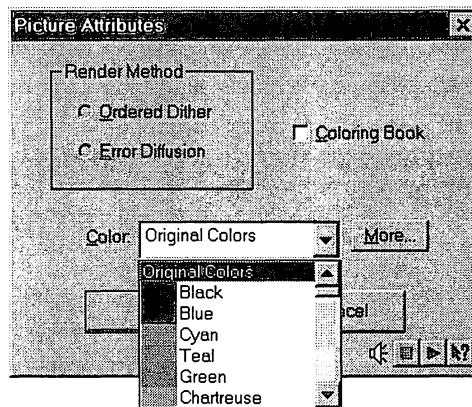 Picture Attributes
Render Method
Ordered Dither
Error Diffusion
Coloring Book
Color: Original Colors More...
Original Colors
Black
Blue
Cyan
Teal
Green
Chartreuse